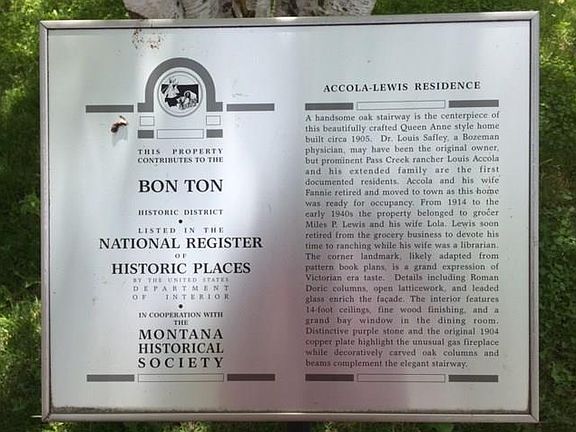 THIS PROPERTY
CONTRIBUTES TO THE
BON TON
HISTORIC DISTRICT
•
LISTED IN THE
NATIONAL REGISTER
OF
HISTORIC PLACES
BY THE UNITED STATES
DEPARTMENT
OF INTERIOR
•
IN COOPERATION WITH
THE
MONTANA
HISTORICAL
SOCIETY
ACCOLA-LEWIS RESIDENCE
A handsome oak stairway is the centerpiece of
this beautifully crafted Queen Anne style home
built circa 1905. Dr. Louis Safley, a Bozeman
physician, may have been the original owner,
but prominent Pass Creek rancher Louis Accola
and his extended family are the first
documented residents. Accola and his wife
Fannie retired and moved to town as this home
was ready for occupancy. From 1914 to the
early 1940s the property belonged to grocer
Miles P. Lewis and his wife Lola. Lewis soon
retired from the grocery business to devote his
time to ranching while his wife was a librarian.
The corner landmark, likely adapted from
pattern book plans, is a grand expression of
Victorian era taste. Details including Roman
Doric columns, open latticework, and leaded
glass enrich the façade. The interior features
14-foot ceilings, fine wood finishing, and a
grand bay window in the dining room.
Distinctive purple stone and the original 1904
copper plate highlight the unusual gas fireplace
while decoratively carved oak columns and
beams complement the elegant stairway.